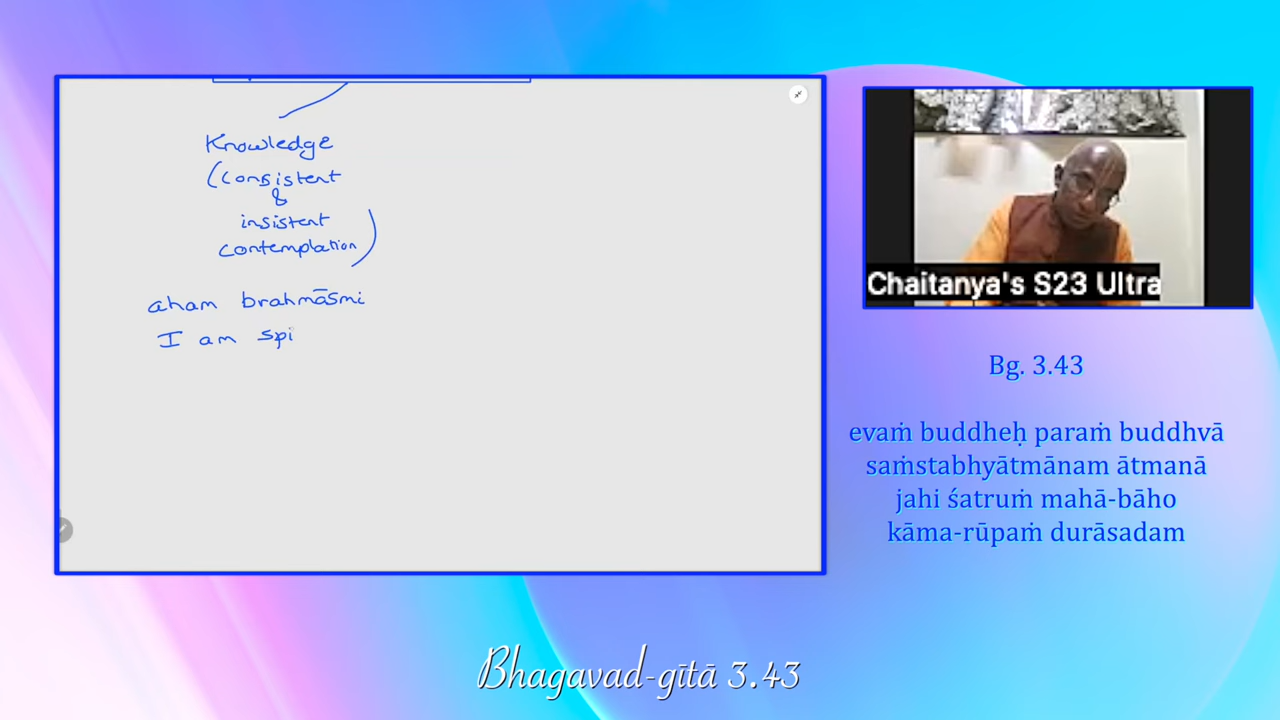 Knowledge
(consistent
&
insistent
contemplation)
aham brahmāsmi
I am spi
Chaitanya's S23 Ultra
Bg. 3.43
evaṁ buddheḥ paraṁ buddhvā
saṁstabhyātmānam ātmanā
jahi śatruṁ mahā-bāho
kāma-rūpaṁ durāsadam
Bhagavad-gītā 3.43